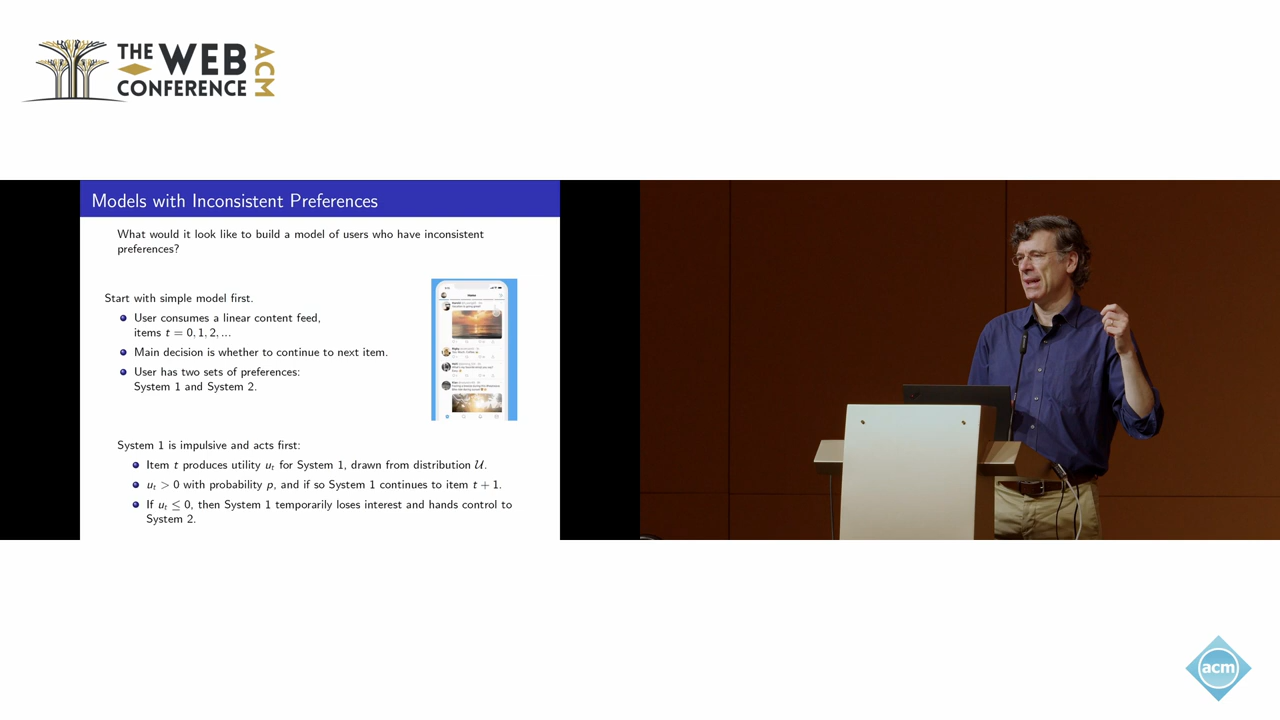 THE WEB
CONFERENCE
ACM
Models with Inconsistent Preferences
What would it look like to build a model of users who have inconsistent
preferences?
Start with simple model first.
User consumes a linear content feed,
items t = 0, 1, 2, ...
Main decision is whether to continue to next item.
User has two sets of preferences:
System 1 and System 2.
System 1 is impulsive and acts first:
Item t produces utility uₜ for System 1, drawn from distribution 𝒰.
uₜ > 0 with probability p, and if so System 1 continues to item t + 1.
If uₜ ≤ 0, then System 1 temporarily loses interest and hands control to
System 2.
acm